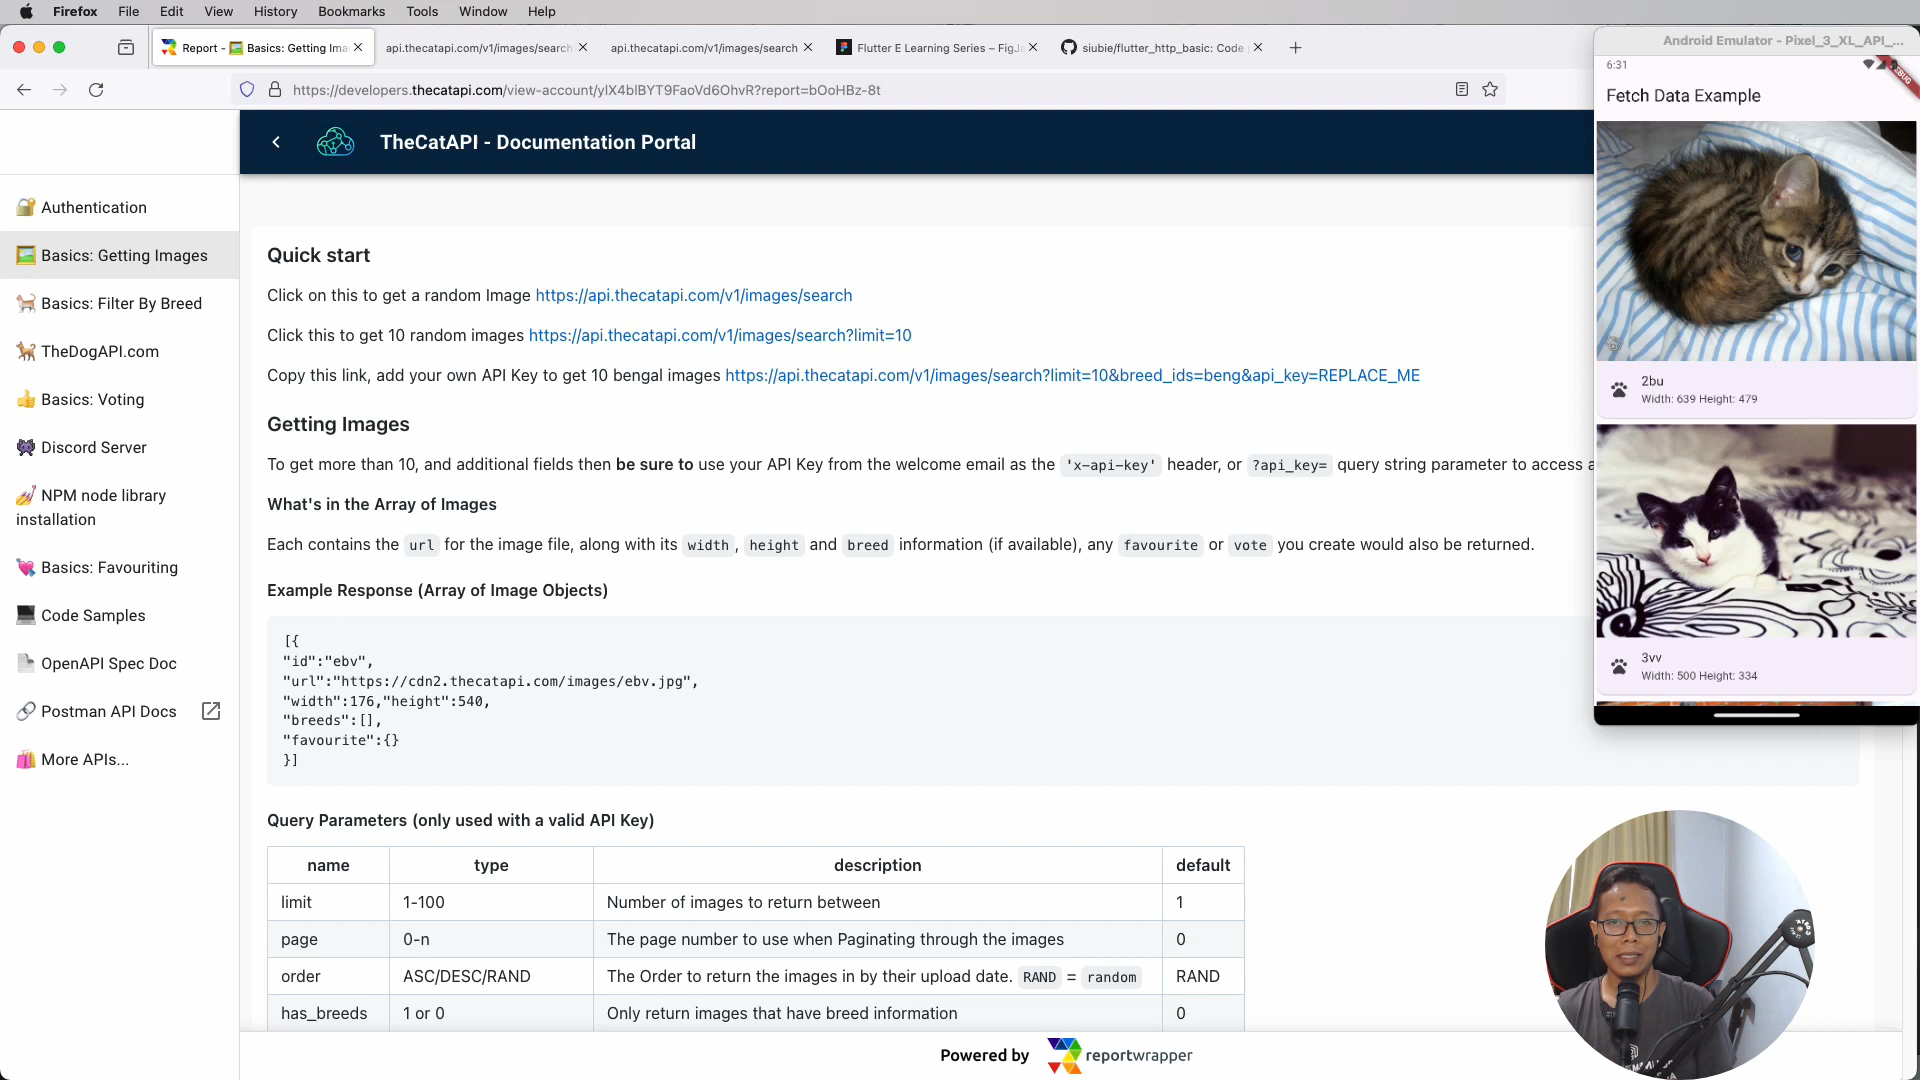 Firefox File Edit View History Bookmarks Tools Window Help
Report - 🖼️ Basics: Getting Ima
api.thecatapi.com/v1/images/search
api.thecatapi.com/v1/images/search
Flutter E Learning Series – FigJa
siubie/flutter_http_basic: Code
https://developers.thecatapi.com/view-account/ylX4blBYT9FaoVd6OhvR?report=bOoHBz-8t
TheCatAPI - Documentation Portal
Authentication
Basics: Getting Images
Basics: Filter By Breed
TheDogAPI.com
Basics: Voting
Discord Server
NPM node library
installation
Basics: Favouriting
Code Samples
OpenAPI Spec Doc
Postman API Docs
More APIs...
Quick start
Click on this to get a random Image https://api.thecatapi.com/v1/images/search
Click this to get 10 random images https://api.thecatapi.com/v1/images/search?limit=10
Copy this link, add your own API Key to get 10 bengal images https://api.thecatapi.com/v1/images/search?limit=10&breed_ids=beng&api_key=REPLACE_ME
Getting Images
To get more than 10, and additional fields then be sure to use your API Key from the welcome email as the 'x-api-key' header, or ?api_key= query string parameter to access a
What's in the Array of Images
Each contains the url for the image file, along with its width, height and breed information (if available), any favourite or vote you create would also be returned.
Example Response (Array of Image Objects)
[{
"id":"ebv",
"url":"https://cdn2.thecatapi.com/images/ebv.jpg",
"width":176,"height":540,
"breeds":[],
"favourite":{}
}]
Query Parameters (only used with a valid API Key)
name type description default
limit 1-100 Number of images to return between 1
page 0-n The page number to use when Paginating through the images 0
order ASC/DESC/RAND The Order to return the images in by their upload date. RAND = random RAND
has_breeds 1 or 0 Only return images that have breed information 0
Powered by reportwrapper
Android Emulator - Pixel_3_XL_API_...
6:31
Fetch Data Example
2bu
Width: 639 Height: 479
3vv
Width: 500 Height: 334